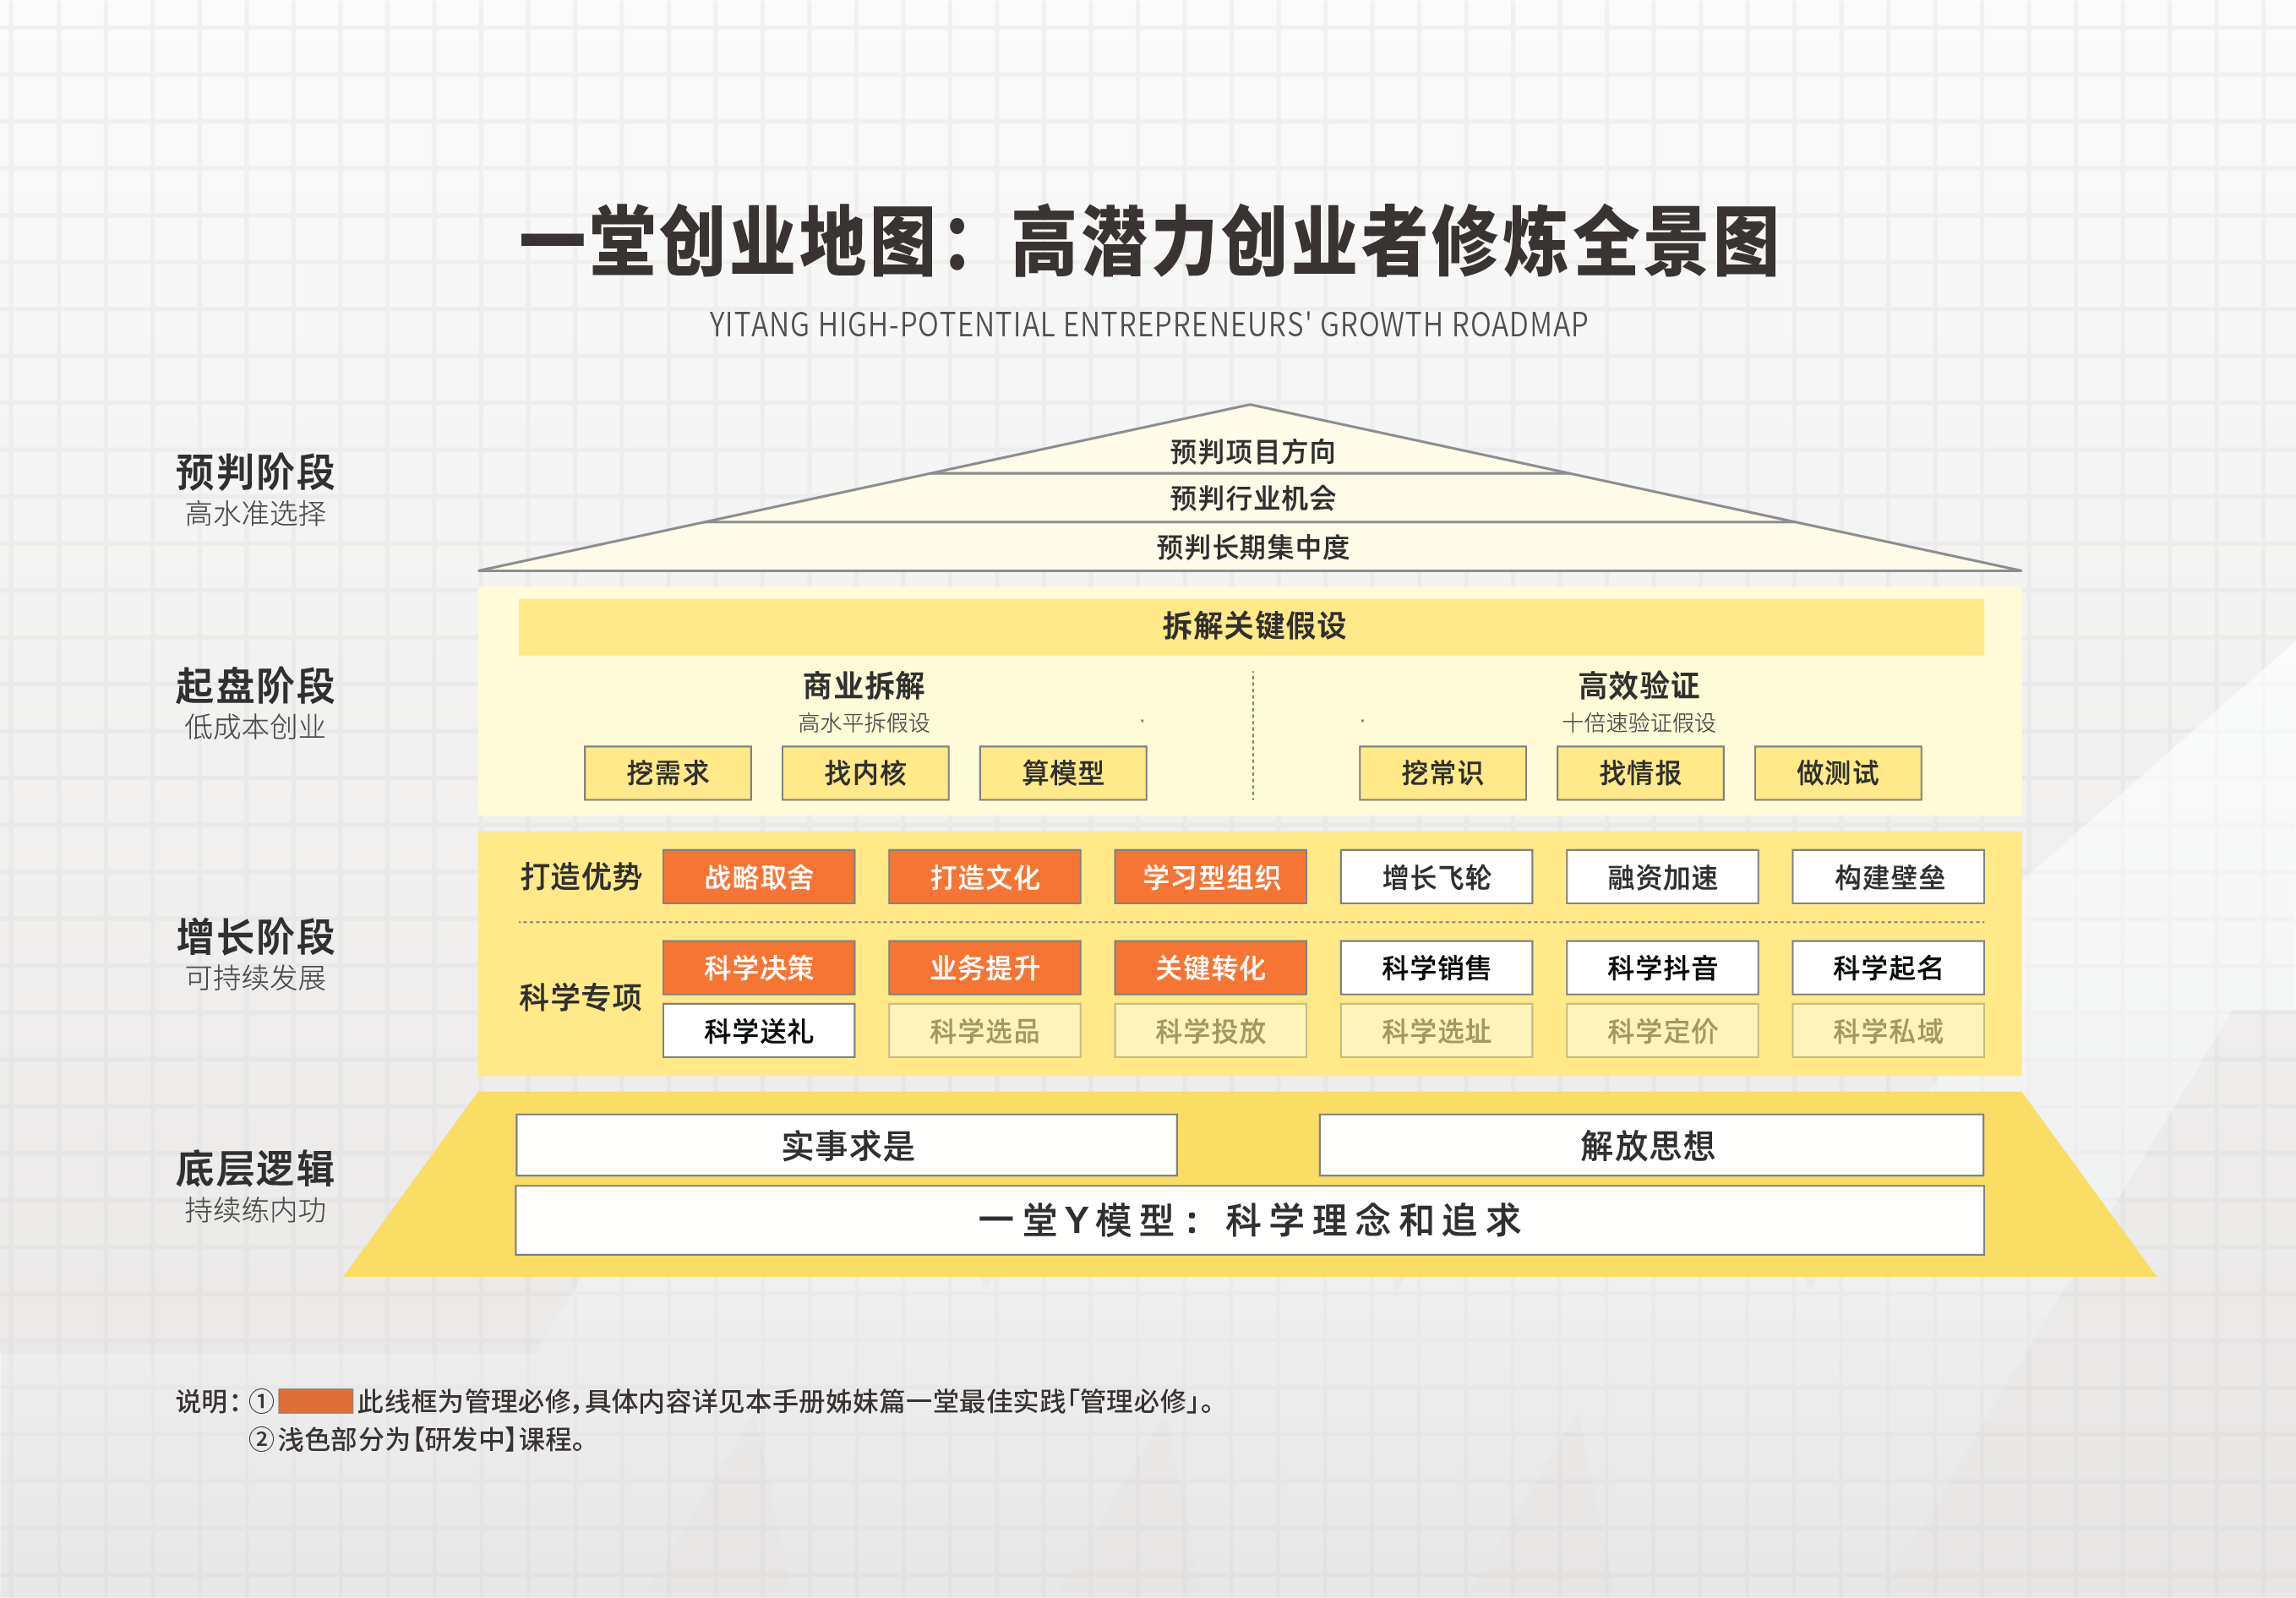 一堂创业地图：高潜力创业者修炼全景图
YITANG HIGH-POTENTIAL ENTREPRENEURS' GROWTH ROADMAP
预判阶段
高水准选择
预判项目方向
预判行业机会
预判长期集中度
起盘阶段
低成本创业
拆解关键假设
商业拆解
高水平拆假设
挖需求 找内核 算模型
高效验证
十倍速验证假设
挖常识 找情报 做测试
增长阶段
可持续发展
打造优势 战略取舍 打造文化 学习型组织 增长飞轮 融资加速 构建壁垒
科学专项 科学决策 业务提升 关键转化 科学销售 科学抖音 科学起名
科学送礼 科学选品 科学投放 科学选址 科学定价 科学私域
底层逻辑
持续练内功
实事求是 解放思想
一堂Y模型：科学理念和追求
说明：① 此线框为管理必修，具体内容详见本手册姊妹篇一堂最佳实践「管理必修」。
②浅色部分为【研发中】课程。